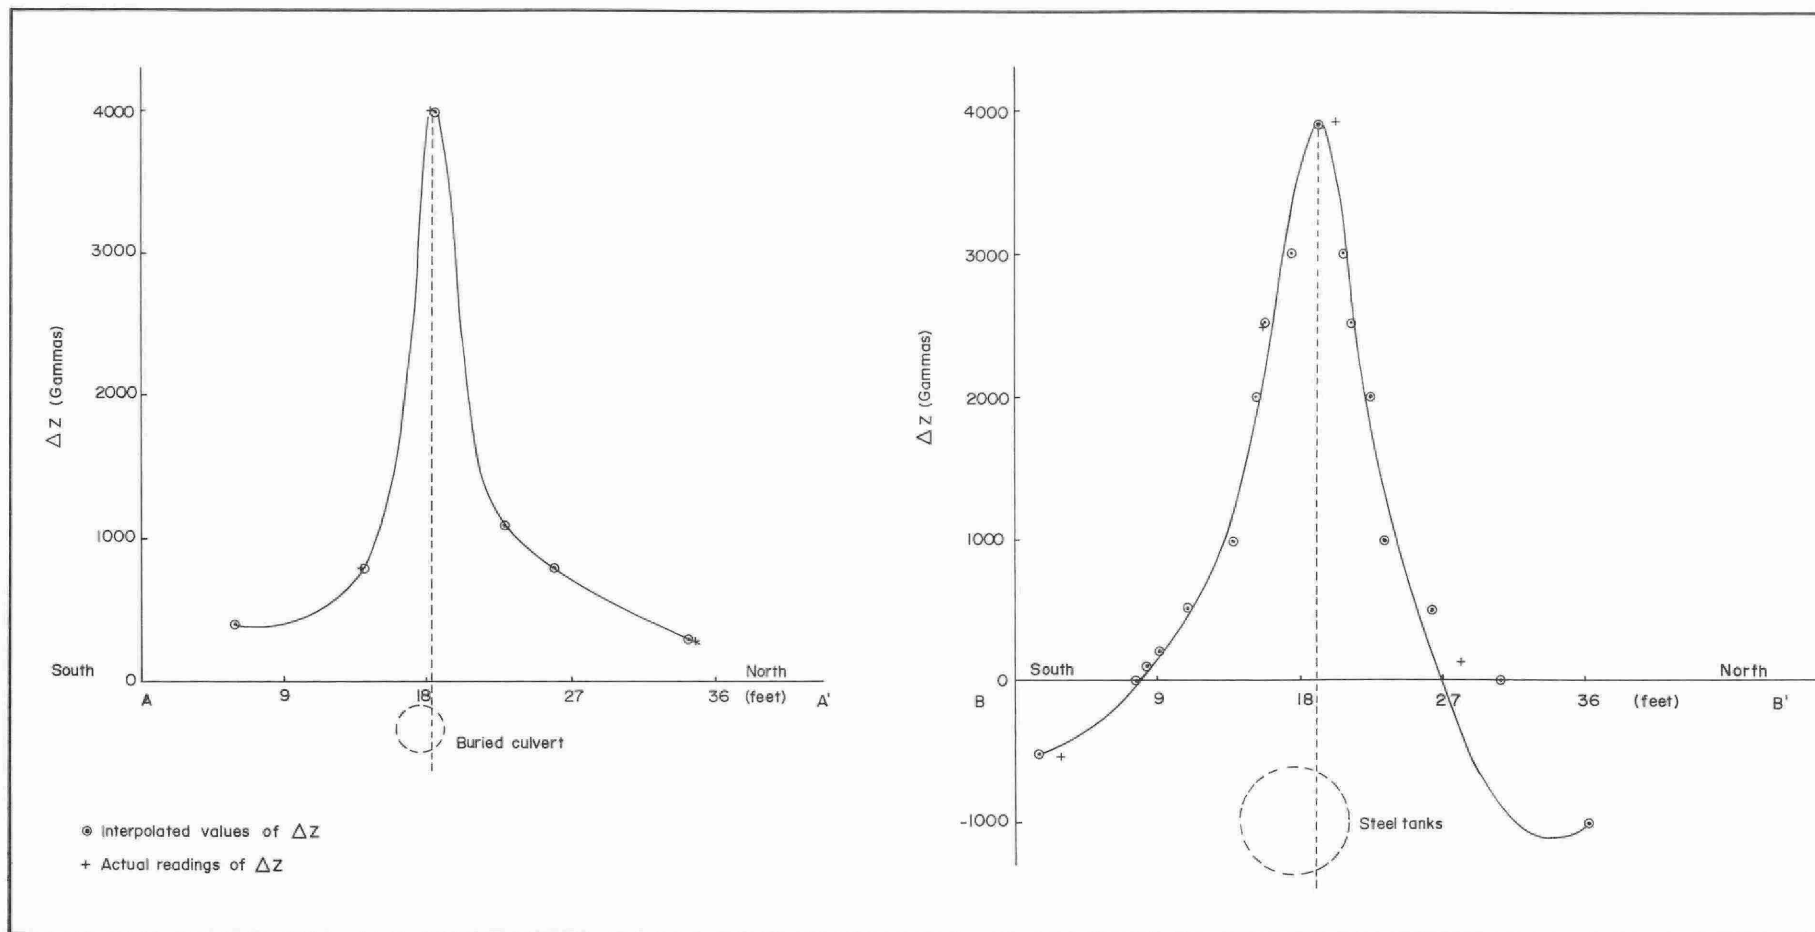 4000
3000
2000
1000
0
Δ Z (Gammas)
South
North
A
9
18
27
36
(feet)
A'
Buried culvert
⊙ Interpolated values of ΔZ
+ Actual readings of ΔZ
4000
3000
2000
1000
0
-1000
Δ Z (Gammas)
South
North
B
9
18
27
36
(feet)
B'
Steel tanks